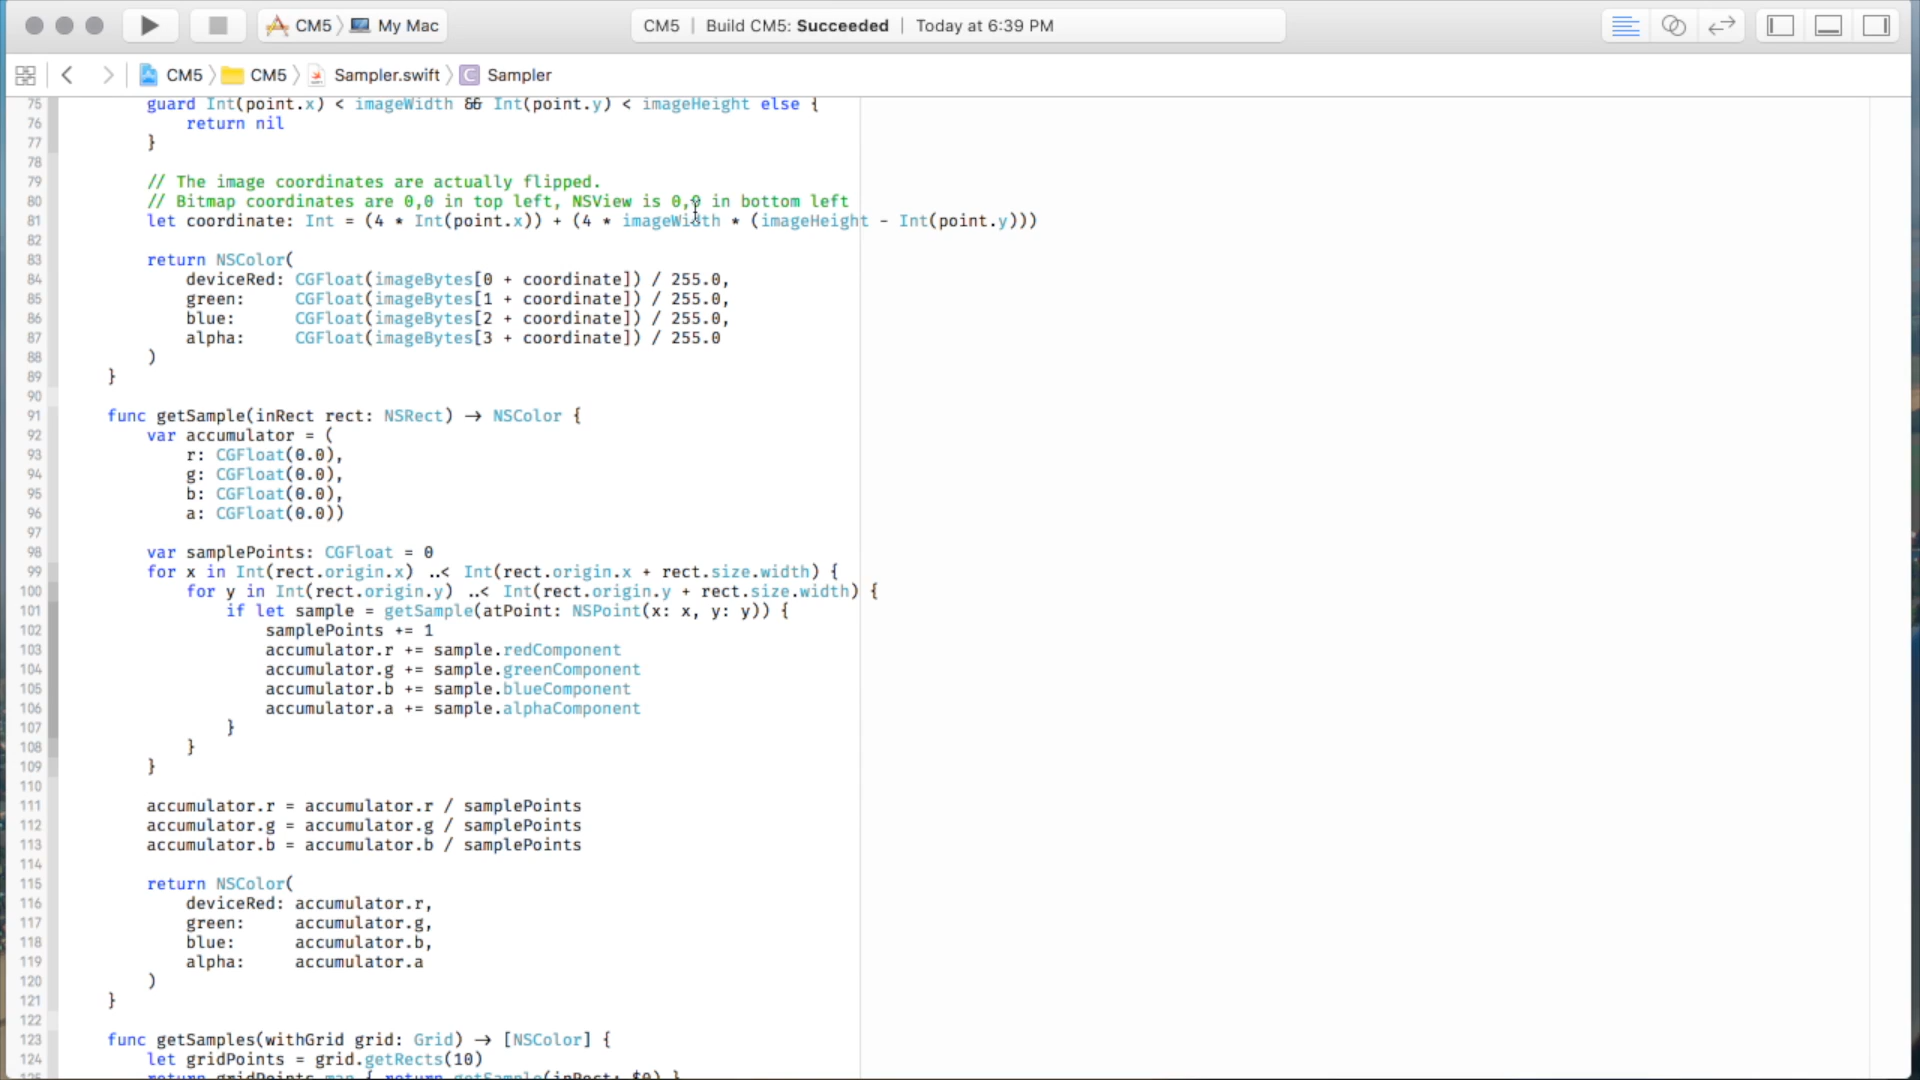 CM5 My Mac
CM5 | Build CM5: Succeeded | Today at 6:39 PM
CM5 CM5 Sampler.swift C Sampler
75 guard Int(point.x) < imageWidth && Int(point.y) < imageHeight else {
76 return nil
77 }
78
79 // The image coordinates are actually flipped.
80 // Bitmap coordinates are 0,0 in top left, NSView is 0,0 in bottom left
81 let coordinate: Int = (4 * Int(point.x)) + (4 * imageWidth * (imageHeight - Int(point.y)))
82
83 return NSColor(
84 deviceRed: CGFloat(imageBytes[0 + coordinate]) / 255.0,
85 green: CGFloat(imageBytes[1 + coordinate]) / 255.0,
86 blue: CGFloat(imageBytes[2 + coordinate]) / 255.0,
87 alpha: CGFloat(imageBytes[3 + coordinate]) / 255.0
88 )
89 }
90
91 func getSample(inRect rect: NSRect) → NSColor {
92 var accumulator = (
93 r: CGFloat(0.0),
94 g: CGFloat(0.0),
95 b: CGFloat(0.0),
96 a: CGFloat(0.0))
97
98 var samplePoints: CGFloat = 0
99 for x in Int(rect.origin.x) ..< Int(rect.origin.x + rect.size.width) {
100 for y in Int(rect.origin.y) ..< Int(rect.origin.y + rect.size.width) {
101 if let sample = getSample(atPoint: NSPoint(x: x, y: y)) {
102 samplePoints += 1
103 accumulator.r += sample.redComponent
104 accumulator.g += sample.greenComponent
105 accumulator.b += sample.blueComponent
106 accumulator.a += sample.alphaComponent
107 }
108 }
109 }
110
111 accumulator.r = accumulator.r / samplePoints
112 accumulator.g = accumulator.g / samplePoints
113 accumulator.b = accumulator.b / samplePoints
114
115 return NSColor(
116 deviceRed: accumulator.r,
117 green: accumulator.g,
118 blue: accumulator.b,
119 alpha: accumulator.a
120 )
121 }
122
123 func getSamples(withGrid grid: Grid) → [NSColor] {
124 let gridPoints = grid.getRects(10)
125 return gridPoints.map { return getSample(inRect: $0) }